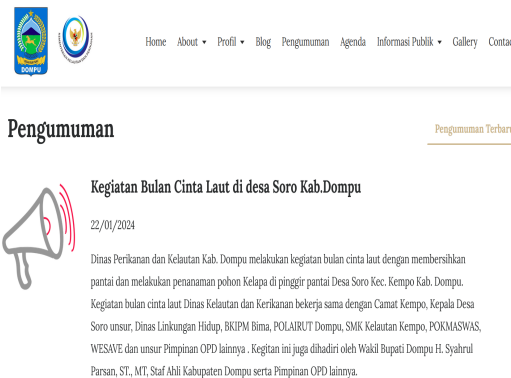 DOMPU
Home About Profil Blog Pengumuman Agenda Informasi Publik Gallery Contac
Pengumuman
Pengumuman Terbaru
Kegiatan Bulan Cinta Laut di desa Soro Kab.Dompu
22/01/2024
Dinas Perikanan dan Kelautan Kab. Dompu melakukan kegiatan bulan cinta laut dengan membersihkan
pantai dan melakukan penanaman pohon Kelapa di pinggir pantai Desa Soro Kec. Kempo Kab. Dompu.
Kegiatan bulan cinta laut Dinas Kelautan dan Kerikanan bekerja sama dengan Camat Kempo, Kepala Desa
Soro unsur, Dinas Linkungan Hidup, BKIPM Bima, POLAIRUT Dompu, SMK Kelautan Kempo, POKMASWAS,
WESAVE dan unsur Pimpinan OPD lainnya . Kegitan ini juga dihadiri oleh Wakil Bupati Dompu H. Syahrul
Parsan, ST., MT, Staf Ahli Kabupaten Dompu serta Pimpinan OPD lainnya.